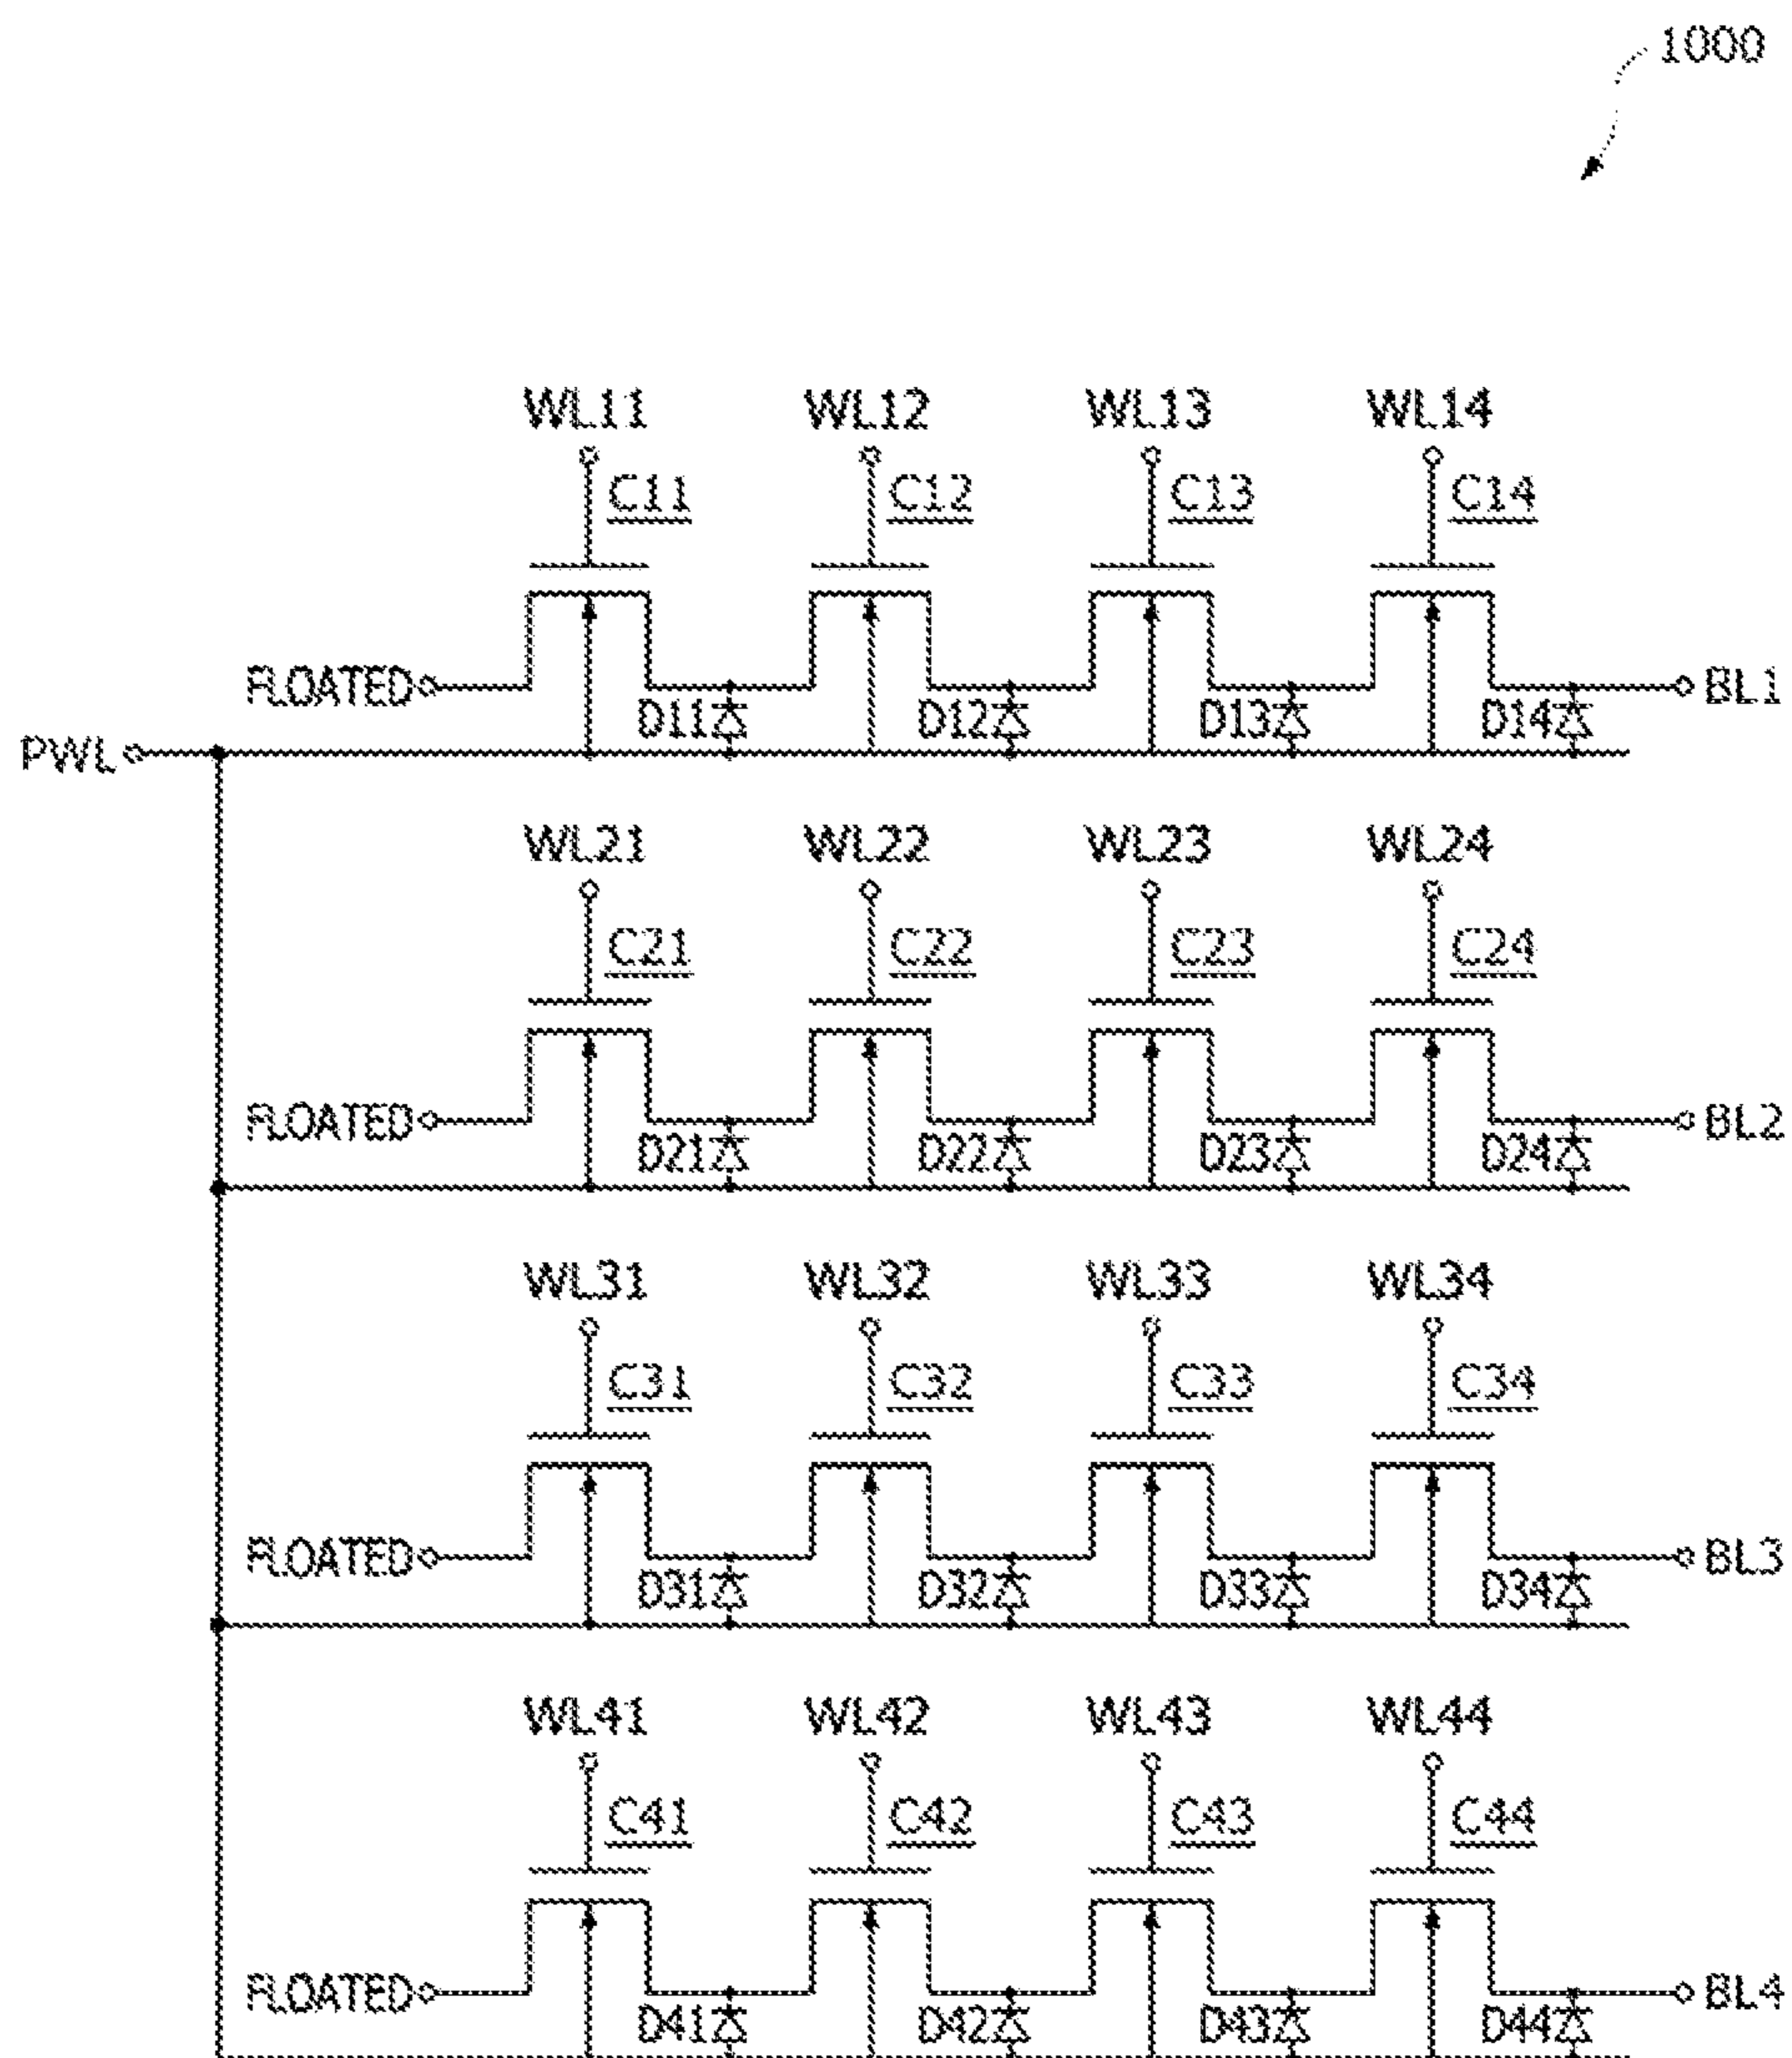 1000
WL11 WL12 WL13 WL14
C11 C12 C13 C14
FLOATED BL1
D11 D12 D13 D14
PWL
WL21 WL22 WL23 WL24
C21 C22 C23 C24
FLOATED BL2
D21 D22 D23 D24
WL31 WL32 WL33 WL34
C31 C32 C33 C34
FLOATED BL3
D31 D32 D33 D34
WL41 WL42 WL43 WL44
C41 C42 C43 C44
FLOATED BL4
D41 D42 D43 D44